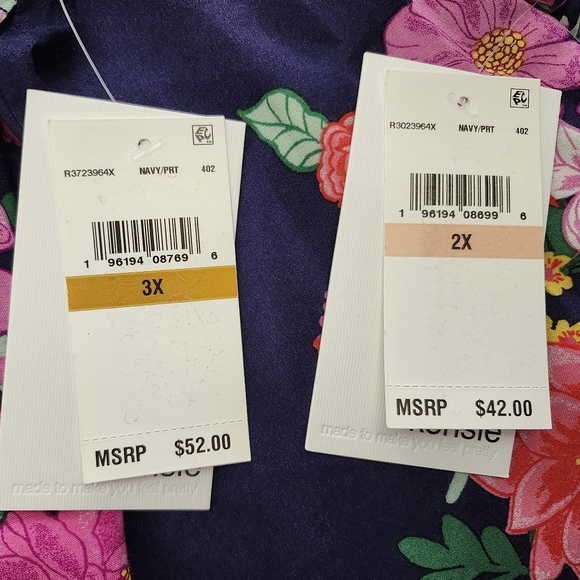 R3723964X NAVY/PRT 402
1 96194 08769 6
3X
MSRP $52.00
made to make you feel pretty
R3023964X NAVY/PRT 402
1 96194 08699 6
2X
MSRP $42.00
kensie
made to make you feel pretty